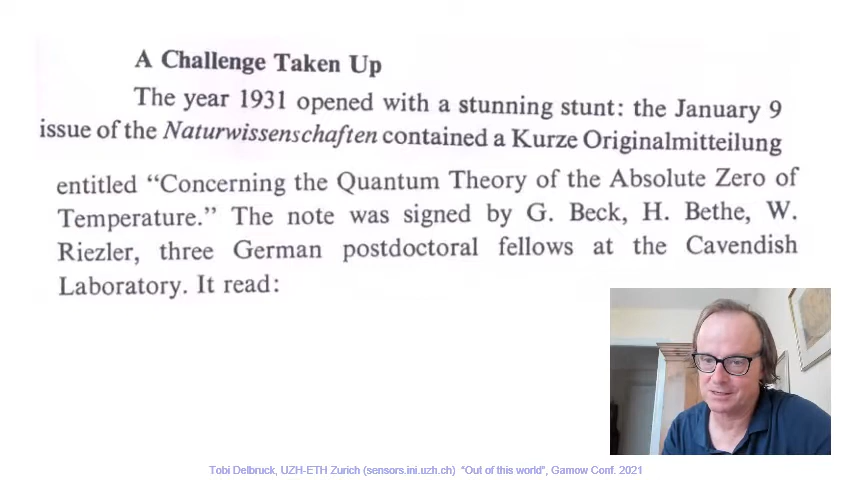 A Challenge Taken Up
The year 1931 opened with a stunning stunt: the January 9
issue of the Naturwissenschaften contained a Kurze Originalmitteilung
entitled “Concerning the Quantum Theory of the Absolute Zero of
Temperature.” The note was signed by G. Beck, H. Bethe, W.
Riezler, three German postdoctoral fellows at the Cavendish
Laboratory. It read:
Tobi Delbruck, UZH-ETH Zurich (sensors.ini.uzh.ch) “Out of this world”, Gamow Conf. 2021